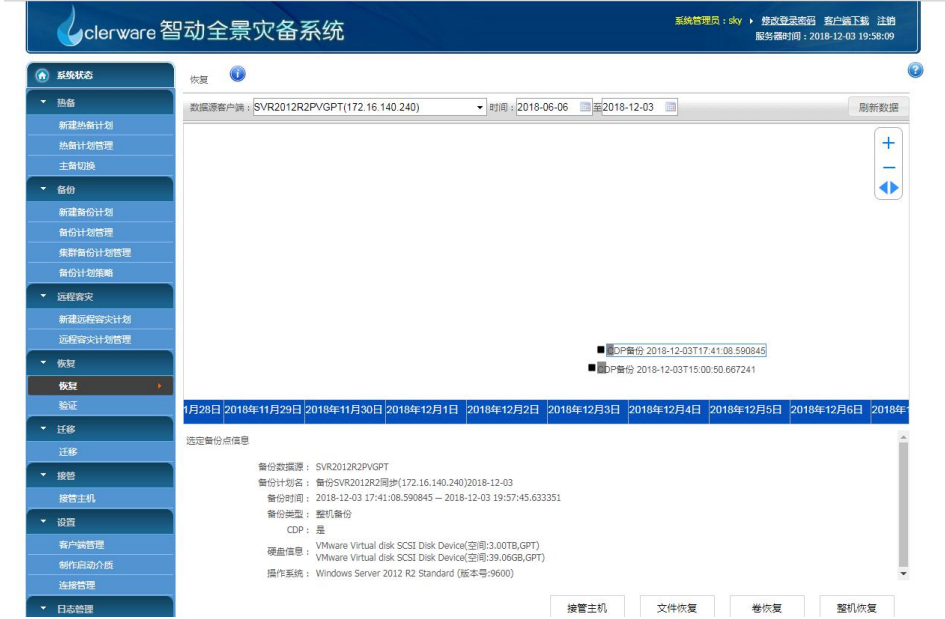 clerware 智动全景灾备系统
系统管理员：sky 修改登录密码 客户端下载 注销
服务器时间：2018-12-03 19:58:09
系统状态
热备
新建热备计划
热备计划管理
主备切换
备份
新建备份计划
备份计划管理
集群备份计划管理
备份计划策略
远程容灾
新建远程容灾计划
远程容灾计划管理
恢复
恢复
验证
迁移
迁移
接管
接管主机
设置
客户端管理
制作启动介质
连接管理
日志管理
恢复
数据源客户端：SVR2012R2PVGPT(172.16.140.240) 时间：2018-06-06 至2018-12-03 刷新数据
CDP备份 2018-12-03T17:41:08.590845
CDP备份 2018-12-03T15:00:50.667241
1月28日 2018年11月29日 2018年11月30日 2018年12月1日 2018年12月2日 2018年12月3日 2018年12月4日 2018年12月5日 2018年12月6日 2018年
选定备份点信息
备份数据源：SVR2012R2PVGPT
备份计划名：备份SVR2012R2同步(172.16.140.240)2018-12-03
备份时间：2018-12-03 17:41:08.590845 -- 2018-12-03 19:57:45.633351
备份类型：整机备份
CDP：是
硬盘信息：VMware Virtual disk SCSI Disk Device(空间:3.00TB,GPT)
VMware Virtual disk SCSI Disk Device(空间:39.06GB,GPT)
操作系统：Windows Server 2012 R2 Standard (版本号:9600)
接管主机 文件恢复 卷恢复 整机恢复